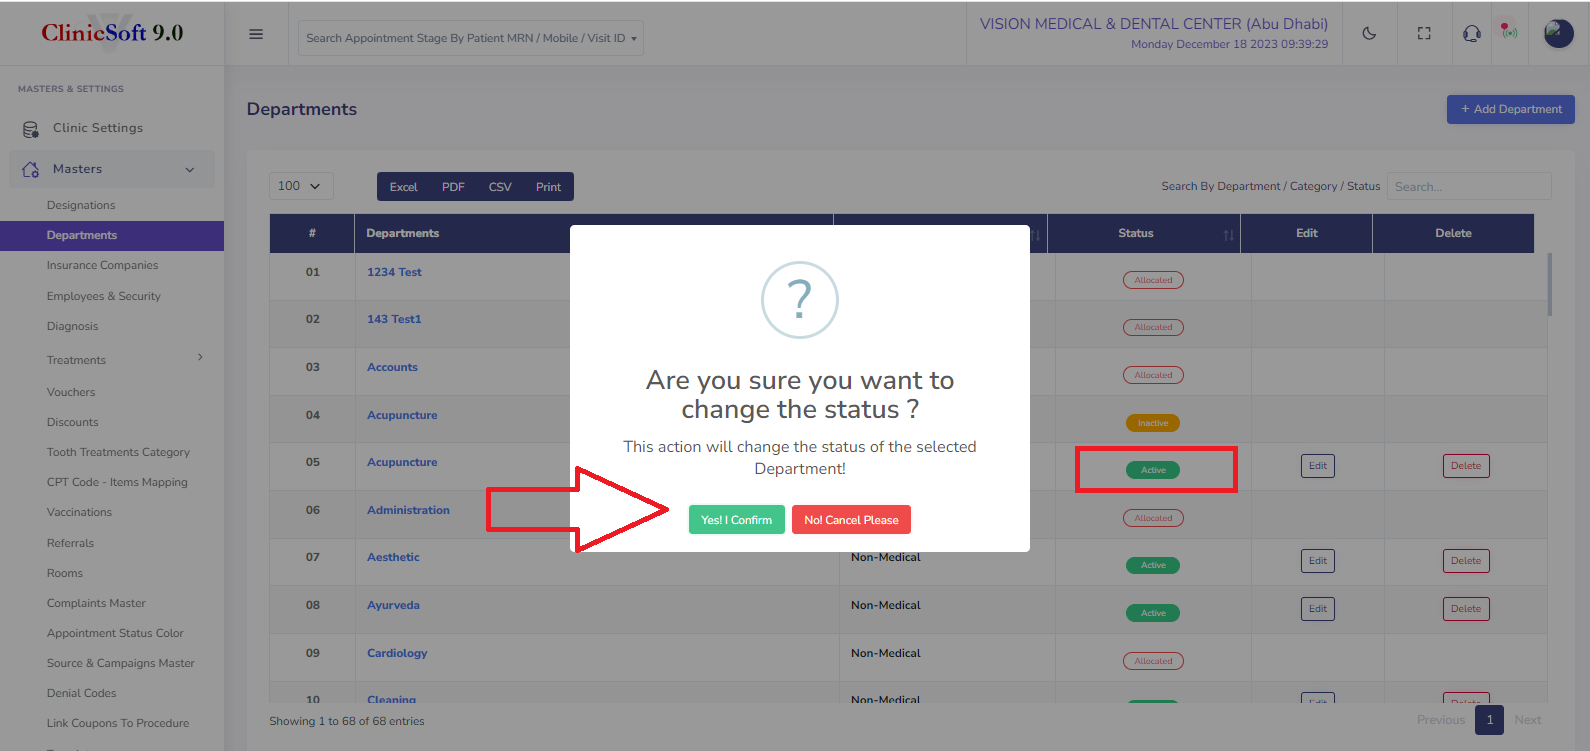 ClinicSoft 9.0
Search Appointment Stage By Patient MRN / Mobile / Visit ID
VISION MEDICAL & DENTAL CENTER (Abu Dhabi)
Monday December 18 2023 09:39:29
MASTERS & SETTINGS
Clinic Settings
Masters
Designations
Departments
Insurance Companies
Employees & Security
Diagnosis
Treatments
Vouchers
Discounts
Tooth Treatments Category
CPT Code - Items Mapping
Vaccinations
Referrals
Rooms
Complaints Master
Appointment Status Color
Source & Campaigns Master
Denial Codes
Link Coupons To Procedure
Departments
+ Add Department
100
Excel PDF CSV Print
Search By Department / Category / Status Search...
# Departments Status Edit Delete
01 1234 Test Allocated
02 143 Test1 Allocated
03 Accounts Allocated
04 Acupuncture Inactive
05 Acupuncture Active Edit Delete
06 Administration Allocated
07 Aesthetic Non-Medical Active Edit Delete
08 Ayurveda Non-Medical Active Edit Delete
09 Cardiology Non-Medical Allocated
10 Cleaning Non-Medical Edit Delete
Showing 1 to 68 of 68 entries
Previous 1 Next
?
Are you sure you want to
change the status ?
This action will change the status of the selected
Department!
Yes! I Confirm No! Cancel Please